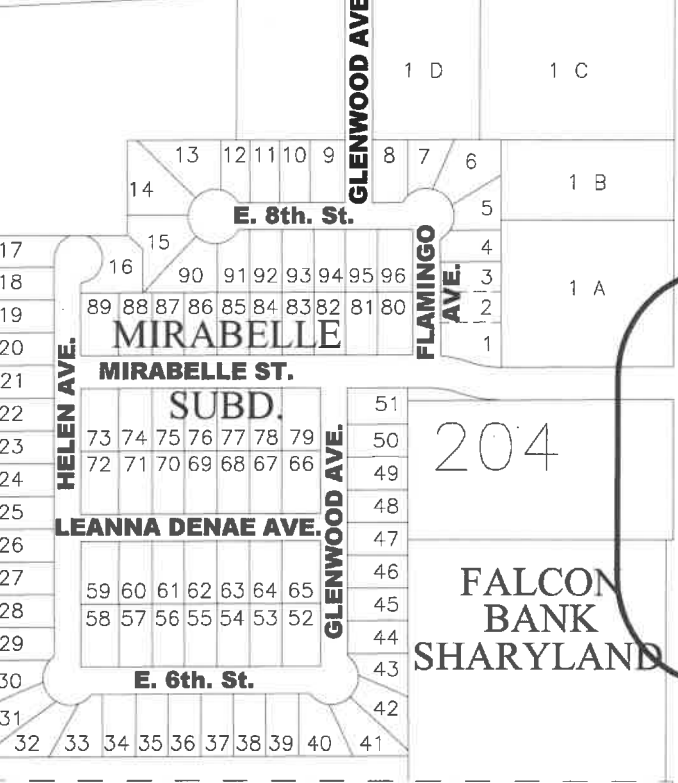 GLENWOOD AVE
1 D
1 C
13 12 11 10 9 8 7 6
1 B
14
5
E. 8th. St.
15
4
17
16
90 91 92 93 94 95 96
3
18
FLAMINGO AVE.
1 A
19
89 88 87 86 85 84 83 82 81 80
2
MIRABELLE
20
1
HELEN AVE.
MIRABELLE ST.
21
SUBD.
51
22
73 74 75 76 77 78 79
50
204
23
72 71 70 69 68 67 66
49
24
GLENWOOD AVE.
48
25
LEANNA DENAE AVE.
47
26
46
27
59 60 61 62 63 64 65
FALCON
BANK
SHARYLAND
45
28
58 57 56 55 54 53 52
44
29
43
30
E. 6th. St.
42
31
32 33 34 35 36 37 38 39 40 41